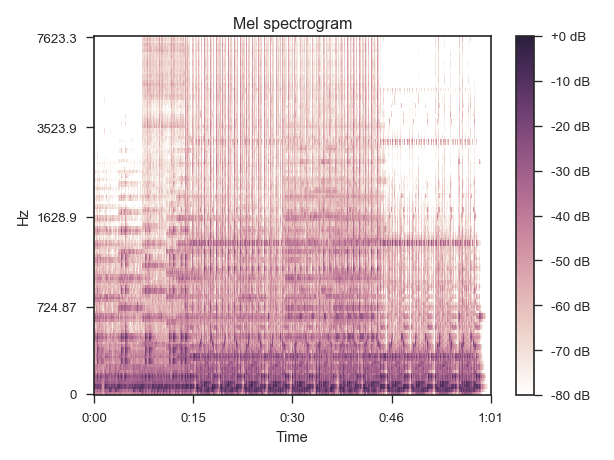 Mel spectrogram
7623.3
3523.9
1628.9
724.87
0
Hz
0:00
0:15
0:30
0:46
1:01
Time
+0 dB
-10 dB
-20 dB
-30 dB
-40 dB
-50 dB
-60 dB
-70 dB
-80 dB